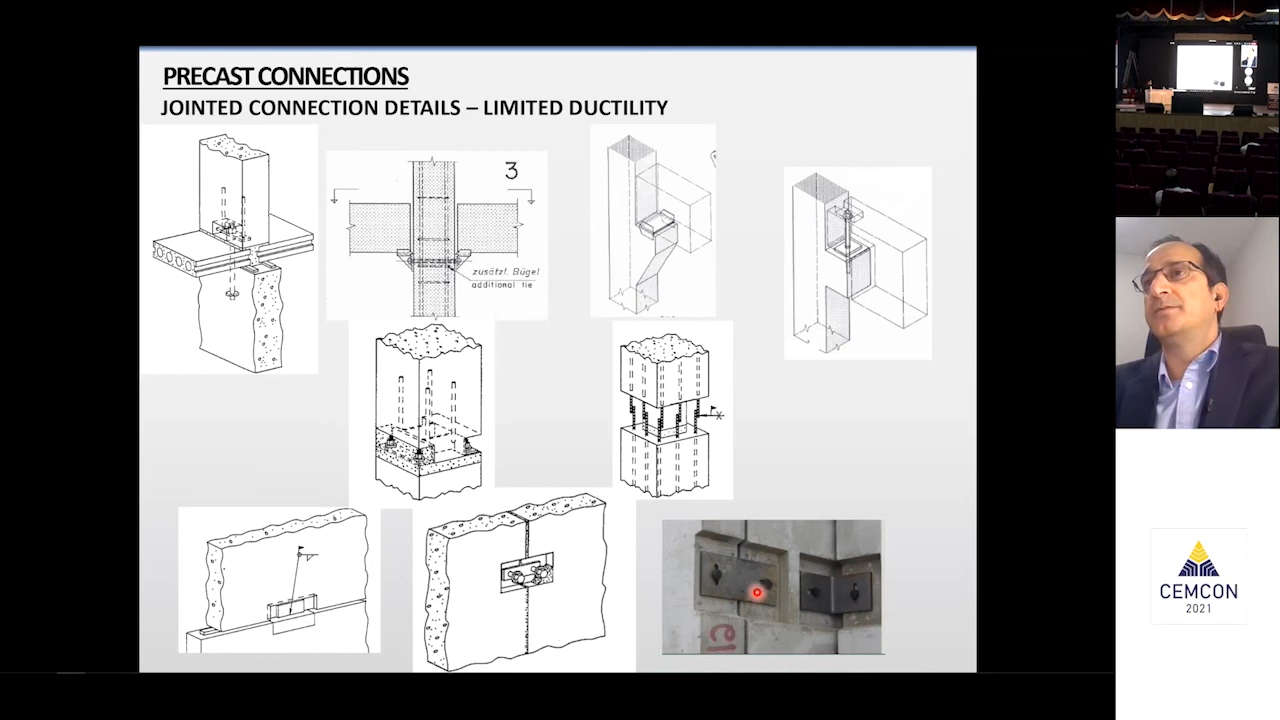 PRECAST CONNECTIONS
JOINTED CONNECTION DETAILS – LIMITED DUCTILITY
3
zusätzl. Bügel
additional tie
CEMCON
2021